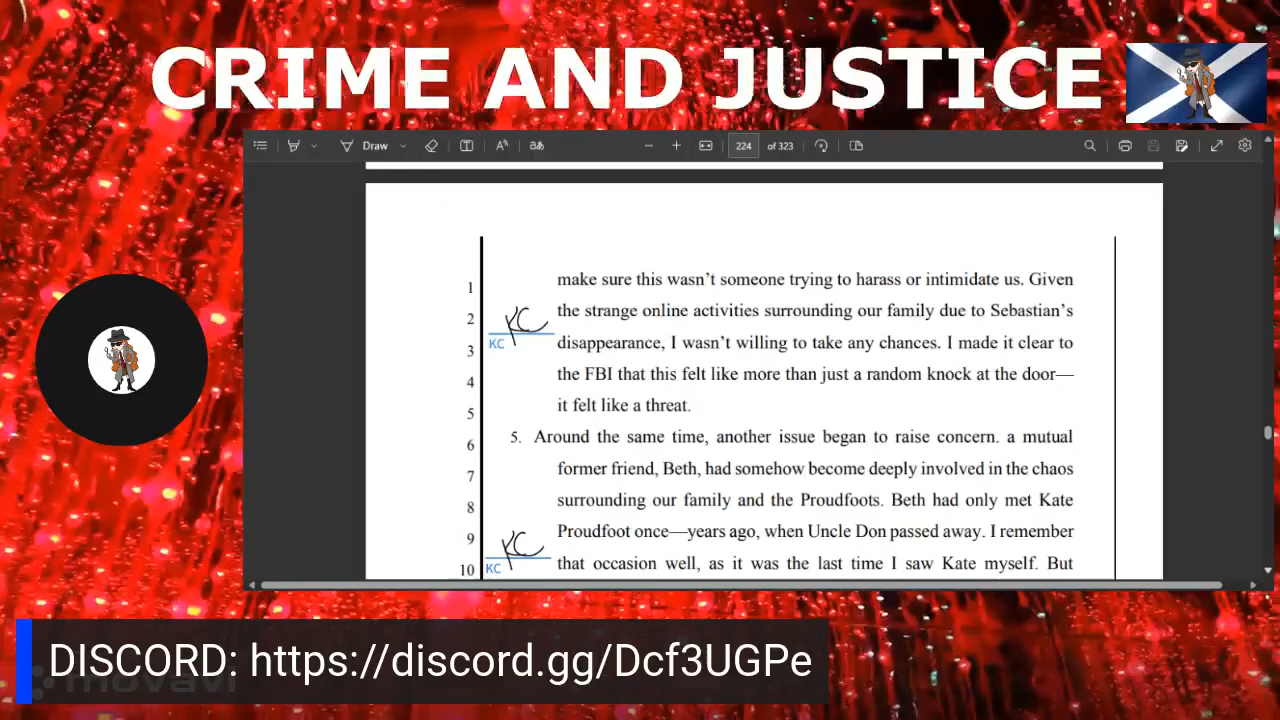 CRIME AND JUSTICE
Draw
224 of 323
1 make sure this wasn't someone trying to harass or intimidate us. Given
2 the strange online activities surrounding our family due to Sebastian's
KC
KC
3 disappearance, I wasn't willing to take any chances. I made it clear to
4 the FBI that this felt like more than just a random knock at the door—
5 it felt like a threat.
6 5. Around the same time, another issue began to raise concern. a mutual
7 former friend, Beth, had somehow become deeply involved in the chaos
8 surrounding our family and the Proudfoots. Beth had only met Kate
9 Proudfoot once—years ago, when Uncle Don passed away. I remember
KC
KC
10 that occasion well, as it was the last time I saw Kate myself. But
DISCORD: https://discord.gg/Dcf3UGPe
movavi